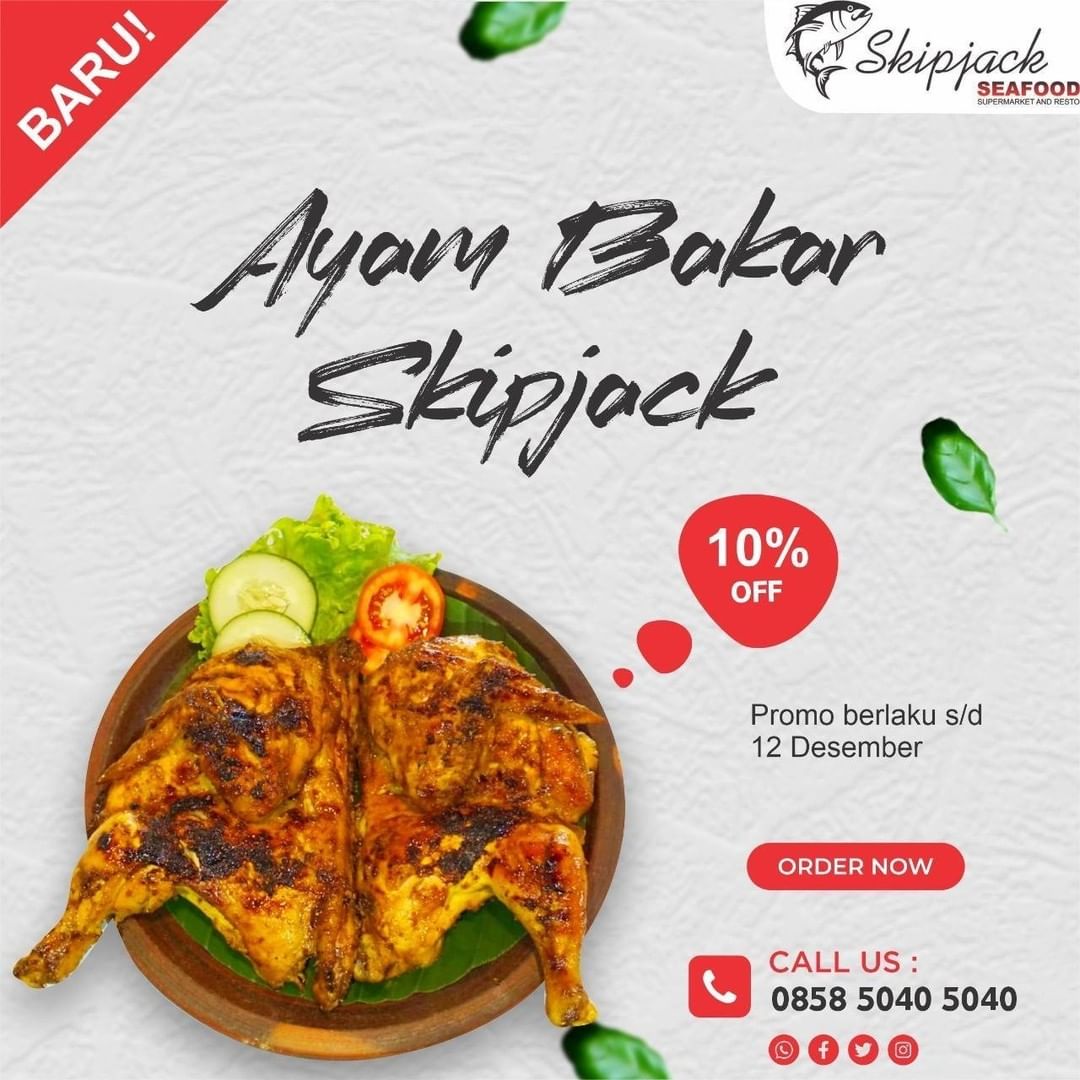 BARU!
Skipjack
SEAFOOD
SUPERMARKET AND RESTO
Ayam Bakar
Skipjack
10%
OFF
Promo berlaku s/d
12 Desember
ORDER NOW
CALL US :
0858 5040 5040